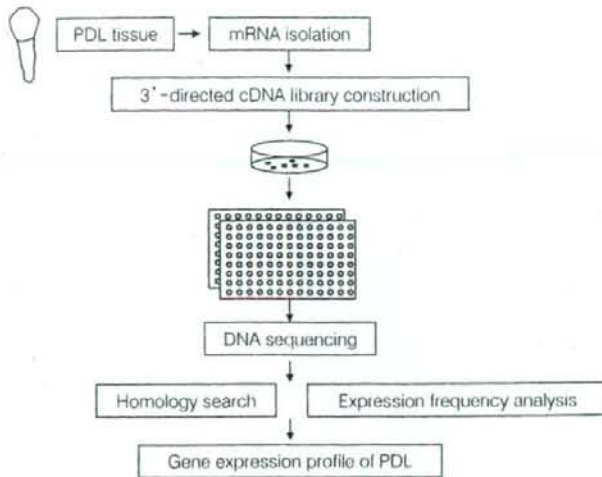 PDL tissue
mRNA isolation
3'-directed cDNA library construction
DNA sequencing
Homology search
Expression frequency analysis
Gene expression profile of PDL